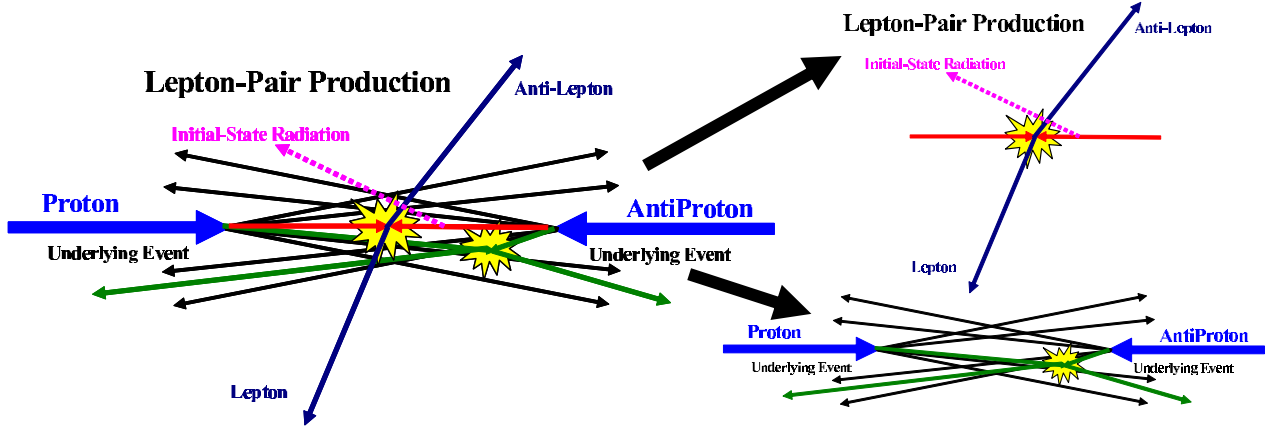 Lepton-Pair Production
Anti-Lepton
Initial-State Radiation
Proton
AntiProton
Underlying Event
Underlying Event
Lepton
Lepton-Pair Production
Anti-Lepton
Initial-State Radiation
Lepton
Proton
AntiProton
Underlying Event
Underlying Event